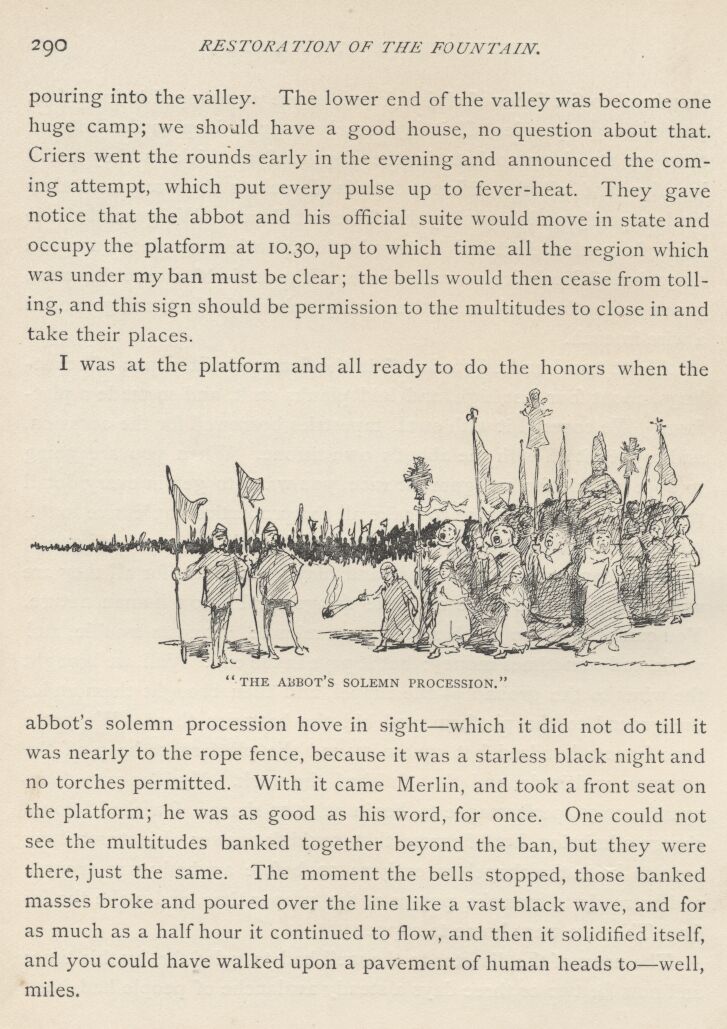 290 RESTORATION OF THE FOUNTAIN.
pouring into the valley. The lower end of the valley was become one
huge camp; we should have a good house, no question about that.
Criers went the rounds early in the evening and announced the com-
ing attempt, which put every pulse up to fever-heat. They gave
notice that the abbot and his official suite would move in state and
occupy the platform at 10.30, up to which time all the region which
was under my ban must be clear; the bells would then cease from toll-
ing, and this sign should be permission to the multitudes to close in and
take their places.
I was at the platform and all ready to do the honors when the
"THE ABBOT'S SOLEMN PROCESSION."
abbot's solemn procession hove in sight—which it did not do till it
was nearly to the rope fence, because it was a starless black night and
no torches permitted. With it came Merlin, and took a front seat on
the platform; he was as good as his word, for once. One could not
see the multitudes banked together beyond the ban, but they were
there, just the same. The moment the bells stopped, those banked
masses broke and poured over the line like a vast black wave, and for
as much as a half hour it continued to flow, and then it solidified itself,
and you could have walked upon a pavement of human heads to—well,
miles.